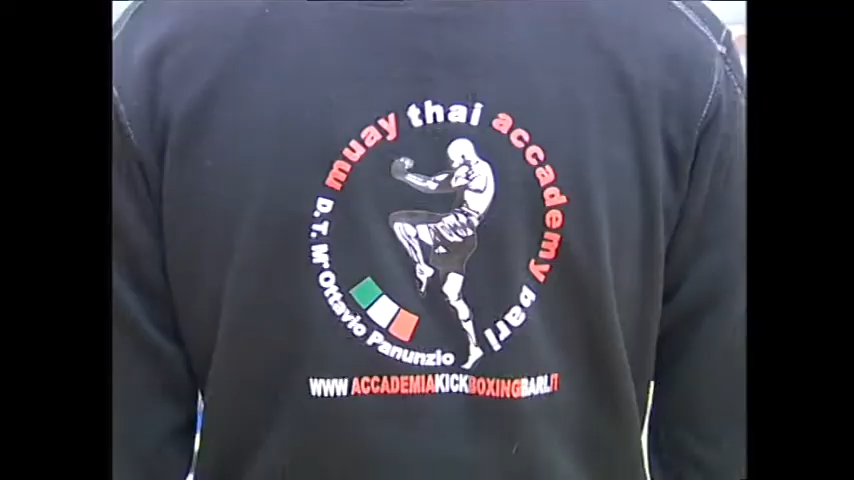 muay thai accademy bari
D.T. M° Ottavio Panunzio
WWW ACCADEMIAKICKBOXINGBARI.IT